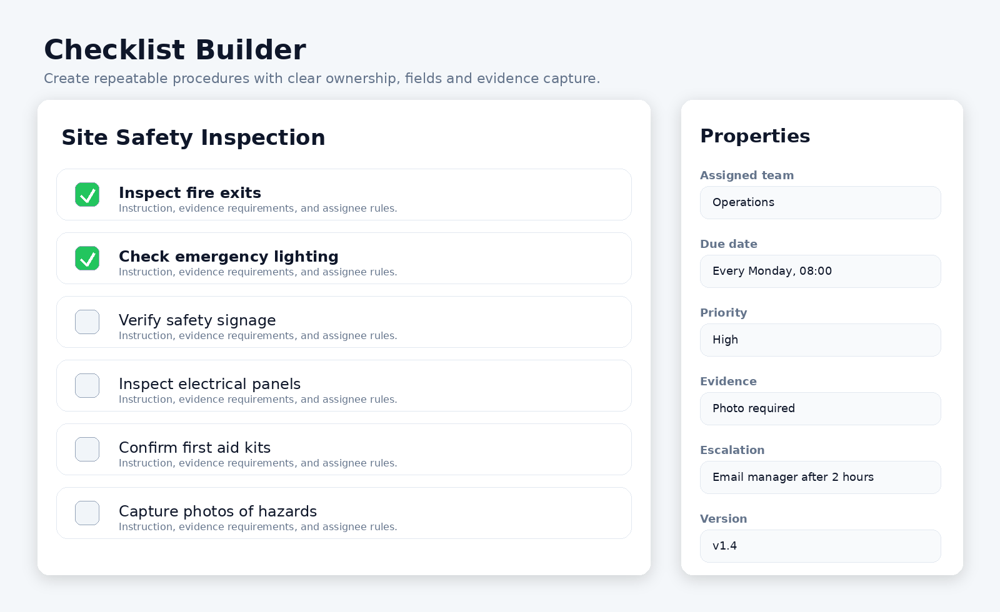 Checklist Builder
Create repeatable procedures with clear ownership, fields and evidence capture.
Site Safety Inspection
Inspect fire exits
Instruction, evidence requirements, and assignee rules.
Check emergency lighting
Instruction, evidence requirements, and assignee rules.
Verify safety signage
Instruction, evidence requirements, and assignee rules.
Inspect electrical panels
Instruction, evidence requirements, and assignee rules.
Confirm first aid kits
Instruction, evidence requirements, and assignee rules.
Capture photos of hazards
Instruction, evidence requirements, and assignee rules.
Properties
Assigned team
Operations
Due date
Every Monday, 08:00
Priority
High
Evidence
Photo required
Escalation
Email manager after 2 hours
Version
v1.4